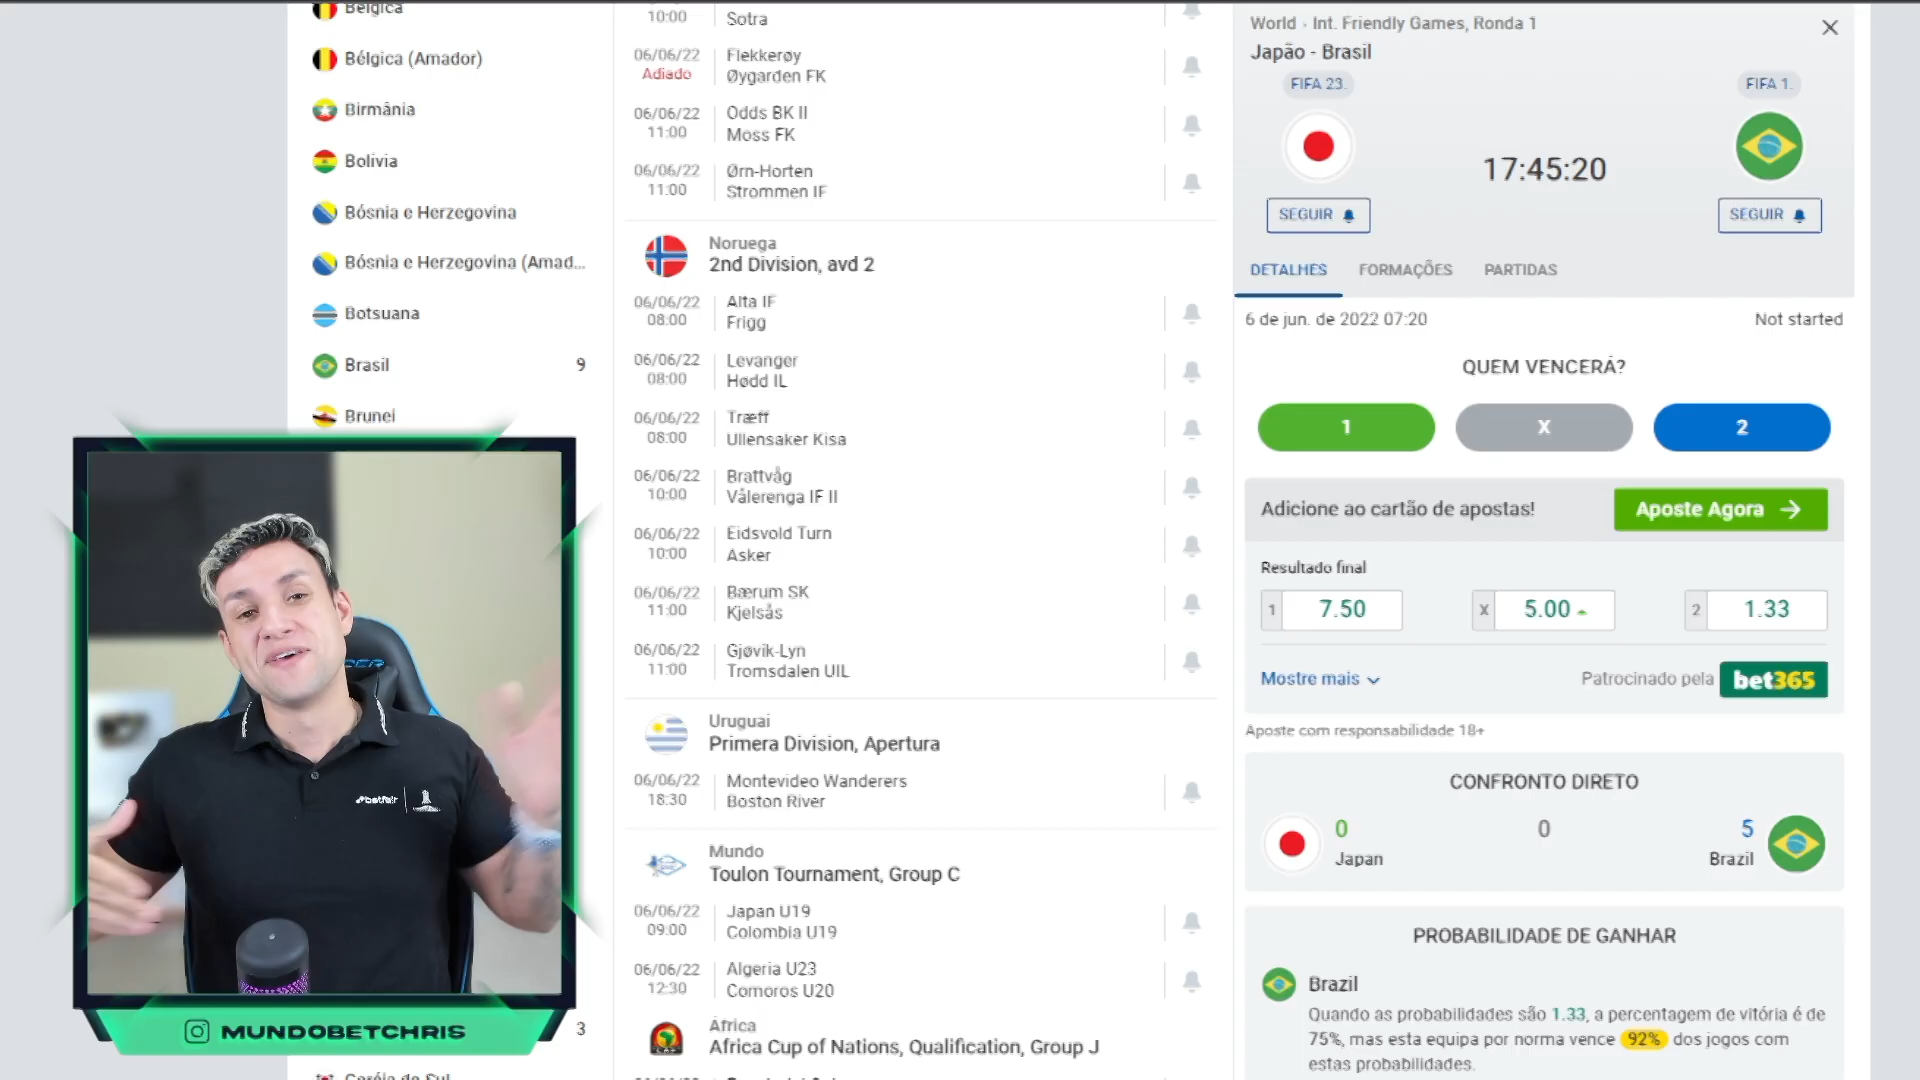 Bélgica
Bélgica (Amador)
Birmânia
Bolivia
Bósnia e Herzegovina
Bósnia e Herzegovina (Amad...
Botsuana
Brasil 9
Brunei
3
10:00 Sotra
06/06/22 Flekkerøy
Adiado Øygarden FK
06/06/22 Odds BK II
11:00 Moss FK
06/06/22 Ørn-Horten
11:00 Strommen IF
Noruega
2nd Division, avd 2
06/06/22 Alta IF
08:00 Frigg
06/06/22 Levanger
08:00 Hødd IL
06/06/22 Træff
08:00 Ullensaker Kisa
06/06/22 Brattvåg
10:00 Vålerenga IF II
06/06/22 Eidsvold Turn
10:00 Asker
06/06/22 Bærum SK
11:00 Kjelsås
06/06/22 Gjøvik-Lyn
11:00 Tromsdalen UIL
Uruguai
Primera Division, Apertura
06/06/22 Montevideo Wanderers
18:30 Boston River
Mundo
Toulon Tournament, Group C
06/06/22 Japan U19
09:00 Colombia U19
06/06/22 Algeria U23
12:30 Comoros U20
África
Africa Cup of Nations, Qualification, Group J
World · Int. Friendly Games, Ronda 1
Japão - Brasil
FIFA 23. FIFA 1.
17:45:20
SEGUIR SEGUIR
DETALHES FORMAÇÕES PARTIDAS
6 de jun. de 2022 07:20 Not started
QUEM VENCERÁ?
1 X 2
Adicione ao cartão de apostas! Aposte Agora
Resultado final
1 7.50 X 5.00 2 1.33
Mostre mais Patrocinado pela bet365
Aposte com responsabilidade 18+
CONFRONTO DIRETO
0 0 5
Japan Brazil
PROBABILIDADE DE GANHAR
Brazil
Quando as probabilidades são 1.33, a percentagem de vitória é de
75%, mas esta equipa por norma vence 92% dos jogos com
estas probabilidades.
betfair
MUNDOBETCHRIS